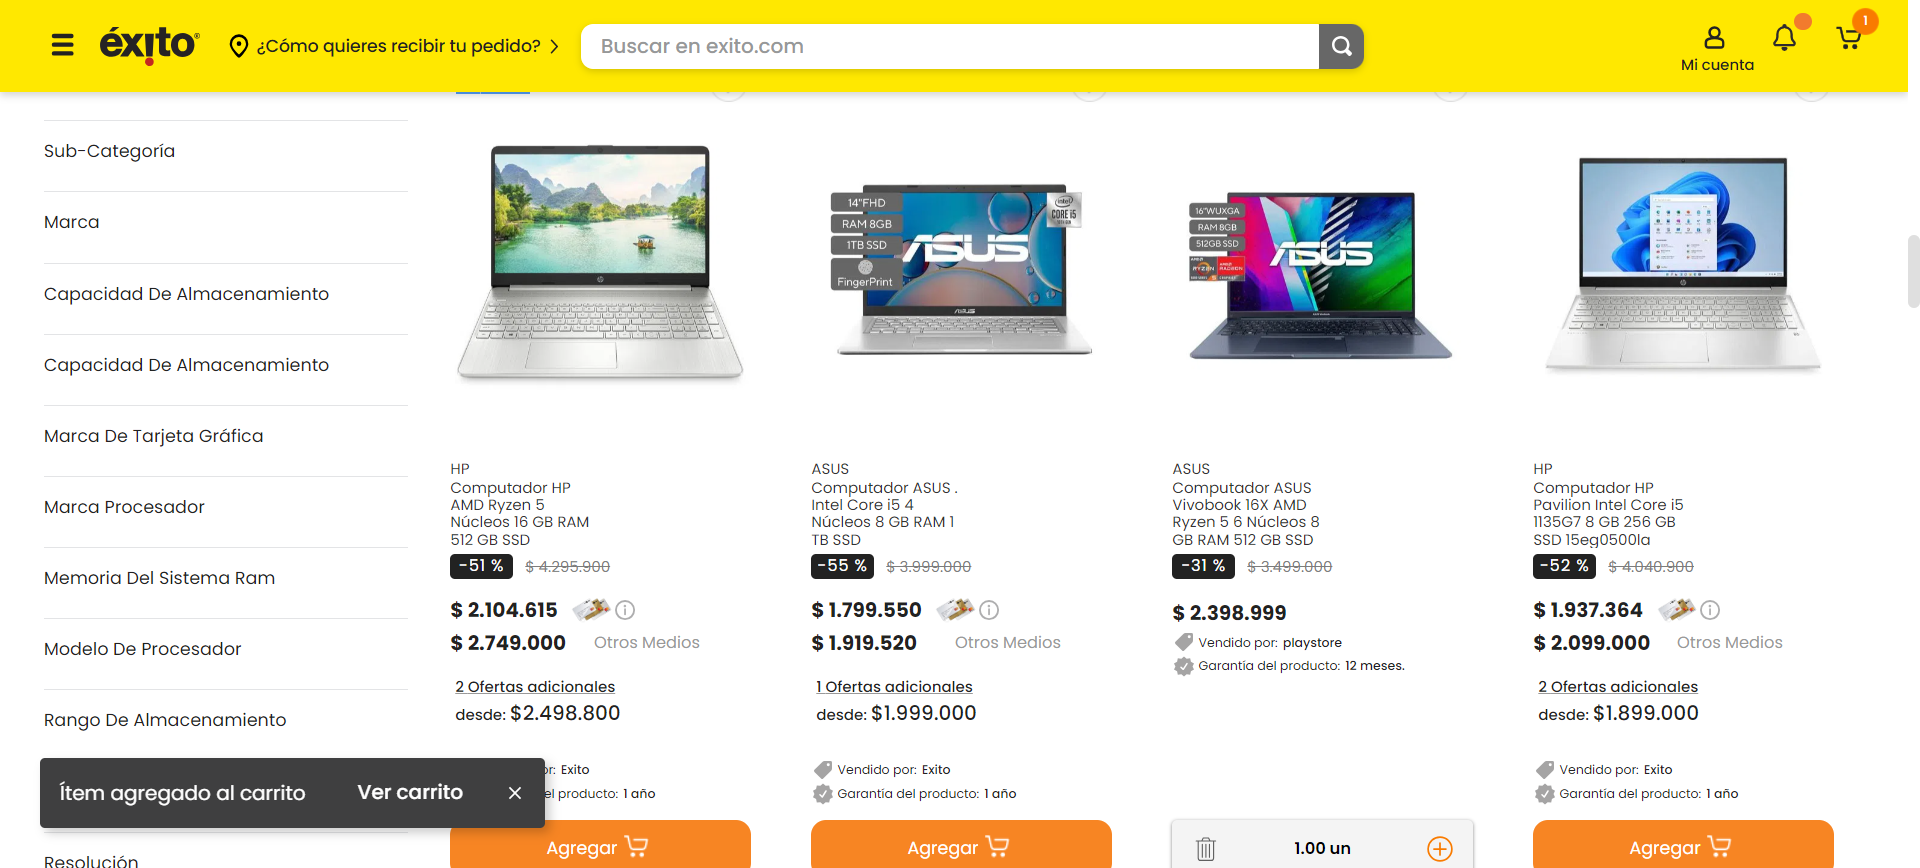 éxito
¿Cómo quieres recibir tu pedido?
Buscar en exito.com
Mi cuenta
1
Sub-Categoría
Marca
Capacidad De Almacenamiento
Capacidad De Almacenamiento
Marca De Tarjeta Gráfica
Marca Procesador
Memoria Del Sistema Ram
Modelo De Procesador
Rango De Almacenamiento
Resolución
HP
Computador HP
AMD Ryzen 5
Núcleos 16 GB RAM
512 GB SSD
-51 % $ 4.295.900
$ 2.104.615
$ 2.749.000 Otros Medios
2 Ofertas adicionales
desde: $2.498.800
or: Exito
el producto: 1 año
Agregar
14"FHD
RAM 8GB
1TB SSD
FingerPrint
ASUS
intel
CORE i5
ASUS
ASUS
Computador ASUS .
Intel Core i5 4
Núcleos 8 GB RAM 1
TB SSD
-55 % $ 3.999.000
$ 1.799.550
$ 1.919.520 Otros Medios
1 Ofertas adicionales
desde: $1.999.000
Vendido por: Exito
Garantía del producto: 1 año
Agregar
16"WUXGA
RAM 8GB
512GB SSD
AMD
RYZEN
5
AMD
RADEON
ASUS
ASUS
Computador ASUS
Vivobook 16X AMD
Ryzen 5 6 Núcleos 8
GB RAM 512 GB SSD
-31 % $ 3.499.000
$ 2.398.999
Vendido por: playstore
Garantía del producto: 12 meses.
1.00 un
HP
Computador HP
Pavilion Intel Core i5
1135G7 8 GB 256 GB
SSD 15eg0500la
-52 % $ 4.040.900
$ 1.937.364
$ 2.099.000 Otros Medios
2 Ofertas adicionales
desde: $1.899.000
Vendido por: Exito
Garantía del producto: 1 año
Agregar
Ítem agregado al carrito Ver carrito